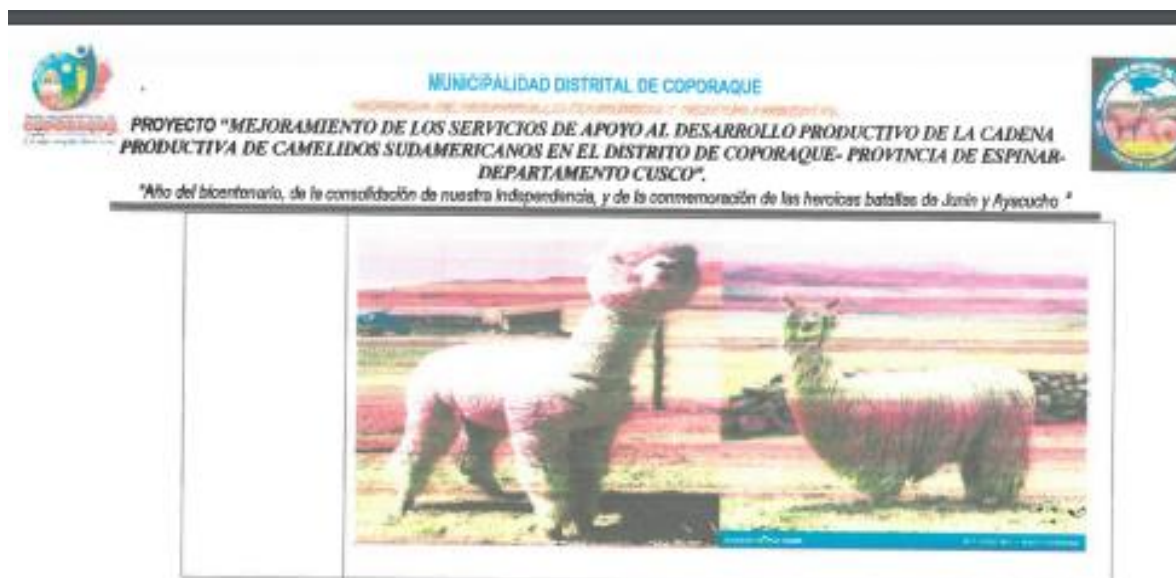 MUNICIPALIDAD DISTRITAL DE COPORAQUE
PROYECTO "MEJORAMIENTO DE LOS SERVICIOS DE APOYO AL DESARROLLO PRODUCTIVO DE LA CADENA
PRODUCTIVA DE CAMELIDOS SUDAMERICANOS EN EL DISTRITO DE COPORAQUE- PROVINCIA DE ESPINAR-
DEPARTAMENTO CUSCO".
"Año del bicentenario, de la consolidación de nuestra Independencia, y de la conmemoración de las heroicas batallas de Junín y Ayacucho "